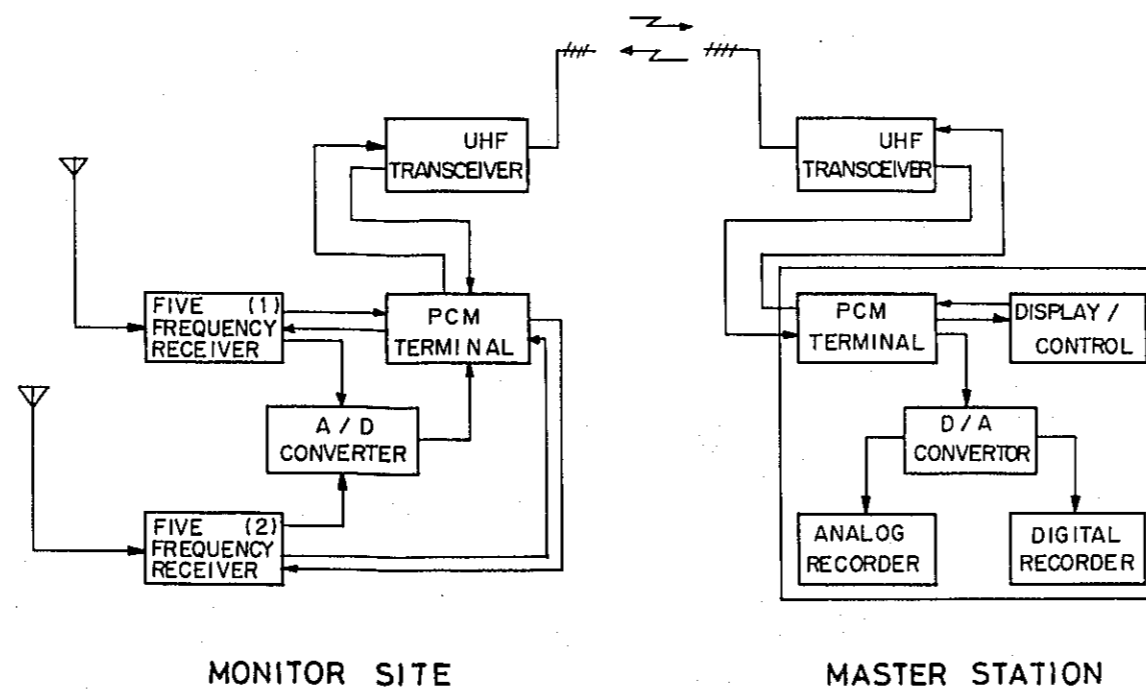 UHF
TRANSCEIVER
FIVE (1)
FREQUENCY
RECEIVER
PCM
TERMINAL
A / D
CONVERTER
FIVE (2)
FREQUENCY
RECEIVER
MONITOR SITE
UHF
TRANSCEIVER
PCM
TERMINAL
DISPLAY /
CONTROL
D / A
CONVERTOR
ANALOG
RECORDER
DIGITAL
RECORDER
MASTER STATION